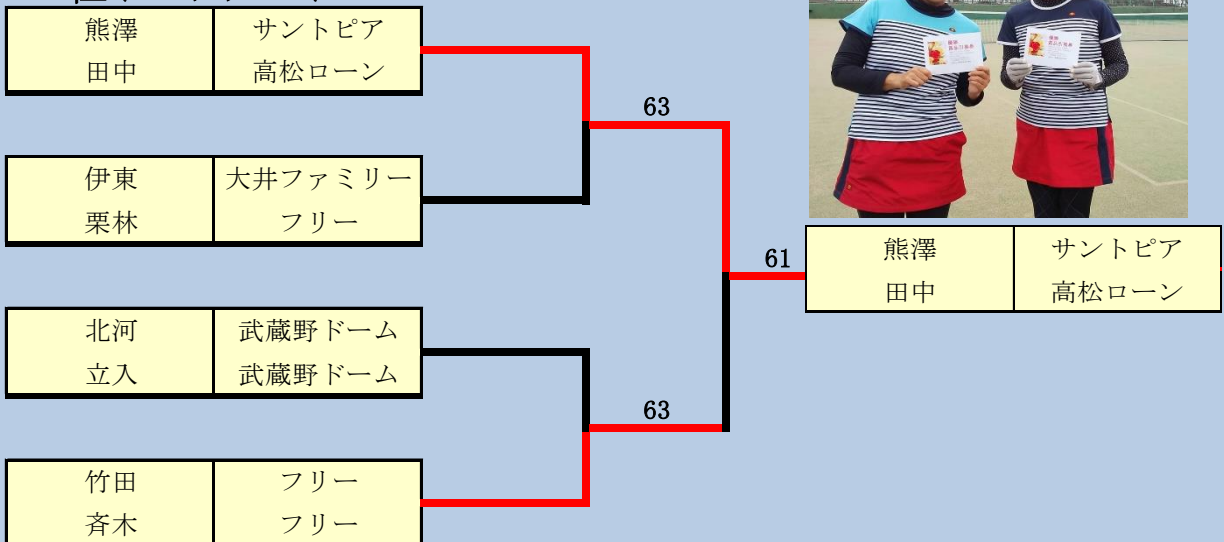 熊澤 サントピア
田中 高松ローン
63
伊東 大井ファミリー
栗林 フリー
61
熊澤 サントピア
田中 高松ローン
北河 武蔵野ドーム
立入 武蔵野ドーム
63
竹田 フリー
斉木 フリー